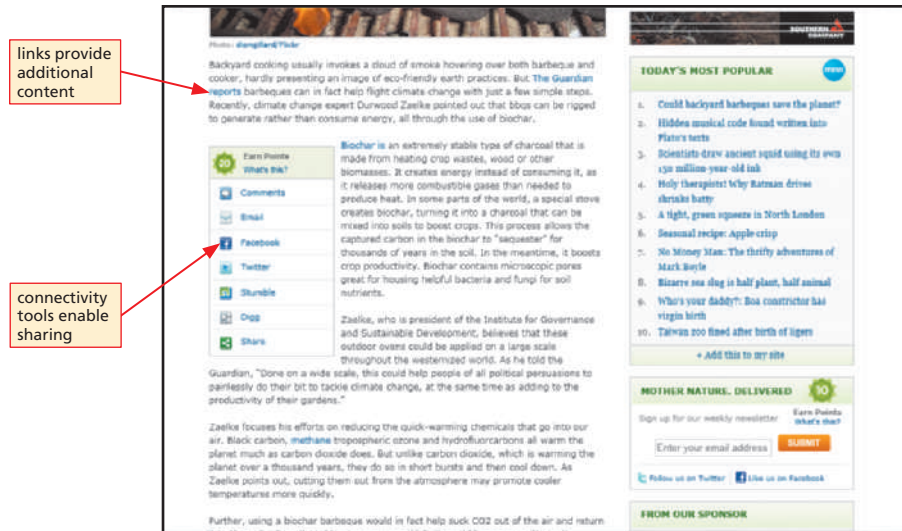 links provide
additional
content
connectivity
tools enable
sharing
Photo: diongillard/Flickr
Backyard cooking usually invokes a cloud of smoke hovering over both barbeque and
cooker, hardly presenting an image of eco-friendly earth practices. But The Guardian
reports barbeques can in fact help flight climate change with just a few simple steps.
Recently, climate change expert Durwood Zaelke pointed out that bbqs can be rigged
to generate rather than consume energy, all through the use of biochar.
20
Earn Points
What's this?
Comments
Email
Facebook
Twitter
Stumble
Digg
Share
Biochar is an extremely stable type of charcoal that is
made from heating crop wastes, wood or other
biomasses. It creates energy instead of consuming it, as
it releases more combustible gases than needed to
produce heat. In some parts of the world, a special stove
creates biochar, turning it into a charcoal that can be
mixed into soils to boost crops. This process allows the
captured carbon in the biochar to "sequester" for
thousands of years in the soil. In the meantime, it boosts
crop productivity. Biochar contains microscopic pores
great for housing helpful bacteria and fungi for soil
nutrients.
Zaelke, who is president of the Institute for Governance
and Sustainable Development, believes that these
outdoor ovens could be applied on a large scale
throughout the westernized world. As he told the
Guardian, "Done on a wide scale, this could help people of all political persuasions to
painlessly do their bit to tackle climate change, at the same time as adding to the
productivity of their gardens."
Zaelke focuses his efforts on reducing the quick-warming chemicals that go into our
air. Black carbon, methane tropospheric ozone and hydrofluorcarbons all warm the
planet much as carbon dioxide does. But unlike carbon dioxide, which is warming the
planet over a thousand years, they do so in short bursts and then cool down. As
Zaelke points out, cutting them out from the atmosphere may promote cooler
temperatures more quickly.
Further, using a biochar barbeque would in fact help suck CO2 out of the air and return
SOUTHERN
COMPANY
TODAY'S MOST POPULAR
mnn
1. Could backyard barbeques save the planet?
2. Hidden musical code found written into
Plato's texts
3. Scientists draw ancient squid using its own
150 million-year-old ink
4. Holy therapists! Why Batman drives
shrinks batty
5. A tight, green squeeze in North London
6. Seasonal recipe: Apple crisp
7. No Money Man: The thrifty adventures of
Mark Boyle
8. Bizarre sea slug is half plant, half animal
9. Who's your daddy?: Boa constrictor has
virgin birth
10. Taiwan zoo fined after birth of ligers
+ Add this to my site
MOTHER NATURE. DELIVERED
10
Sign up for our weekly newsletter
Earn Points
What's this?
Enter your email address
SUBMIT
Follow us on Twitter
Like us on Facebook
FROM OUR SPONSOR